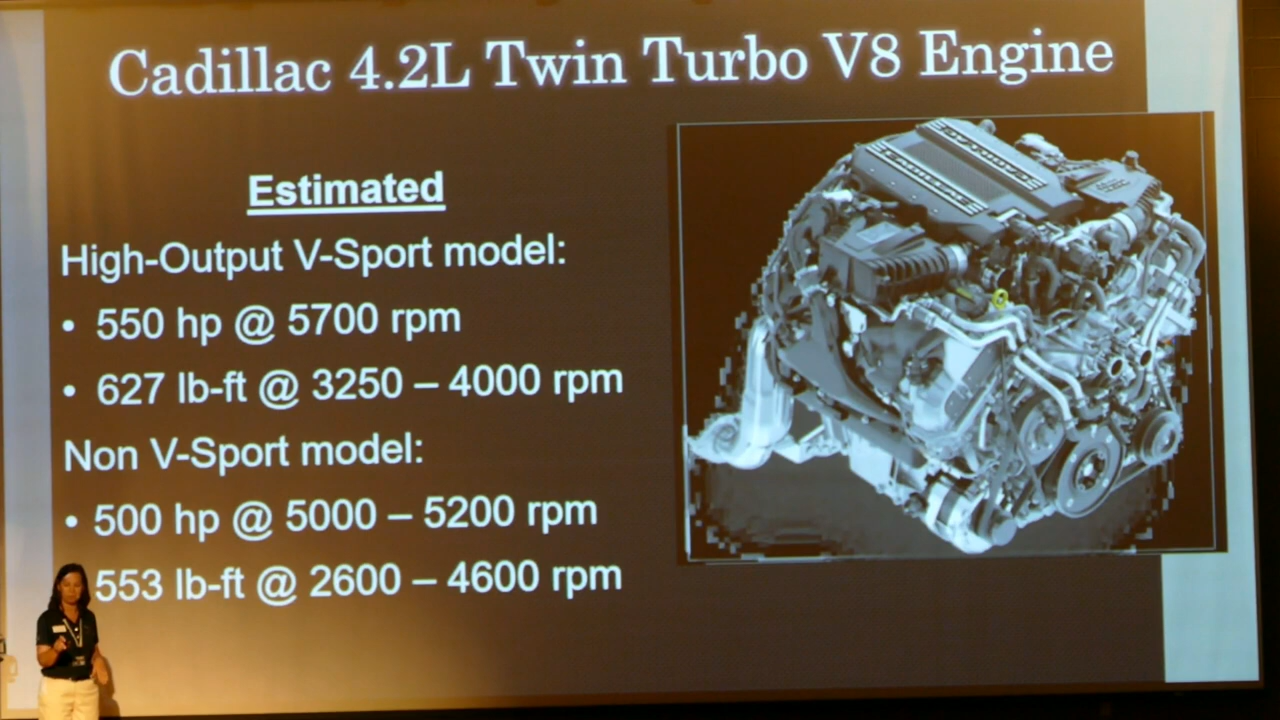 Cadillac 4.2L Twin Turbo V8 Engine
Estimated
High-Output V-Sport model:
• 550 hp @ 5700 rpm
• 627 lb-ft @ 3250 – 4000 rpm
Non V-Sport model:
• 500 hp @ 5000 – 5200 rpm
553 lb-ft @ 2600 – 4600 rpm